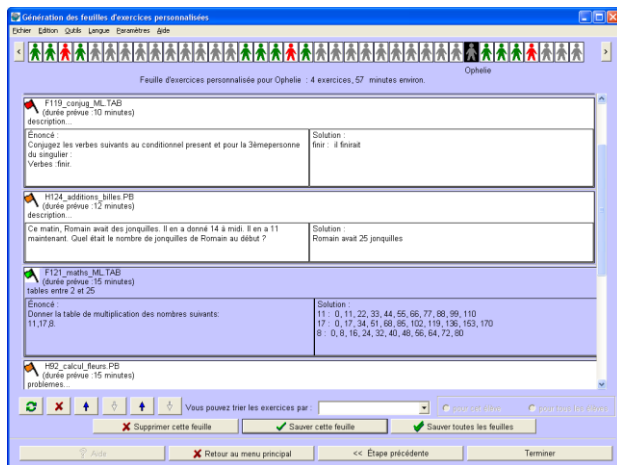 Génération des feuilles d'exercices personnalisées
Fichier Edition Outils Langue Paramètres Aide
< >
Ophelie
Feuille d'exercices personnalisée pour Ophelie : 4 exercices, 57 minutes environ.
F119_conjug_ML.TAB
(durée prévue :10 minutes)
description...
Énoncé :
Conjugez les verbes suivants au conditionnel present et pour la 3èmepersonne
du singulier :
Verbes :finir.
Solution :
finir : il finirait
H124_additions_billes.PB
(durée prévue :12 minutes)
description...
Ce matin, Romain avait des jonquilles. Il en a donné 14 à midi. Il en a 11
maintenant. Quel était le nombre de jonquilles de Romain au début ?
Solution :
Romain avait 25 jonquilles
F121_maths_ML.TAB
(durée prévue :15 minutes)
tables entre 2 et 25
Énoncé :
Donner la table de multiplication des nombres suivants:
11,17,8.
Solution :
11 : 0, 11, 22, 33, 44, 55, 66, 77, 88, 99, 110
17 : 0, 17, 34, 51, 68, 85, 102, 119, 136, 153, 170
8 : 0, 8, 16, 24, 32, 40, 48, 56, 64, 72, 80
H92_calcul_fleurs.PB
(durée prévue :15 minutes)
problemes...
Vous pouvez trier les exercices par : pour cet élève pour tous les élèves
Supprimer cette feuille Sauver cette feuille Sauver toutes les feuilles
Aide Retour au menu principal << Étape précédente Terminer